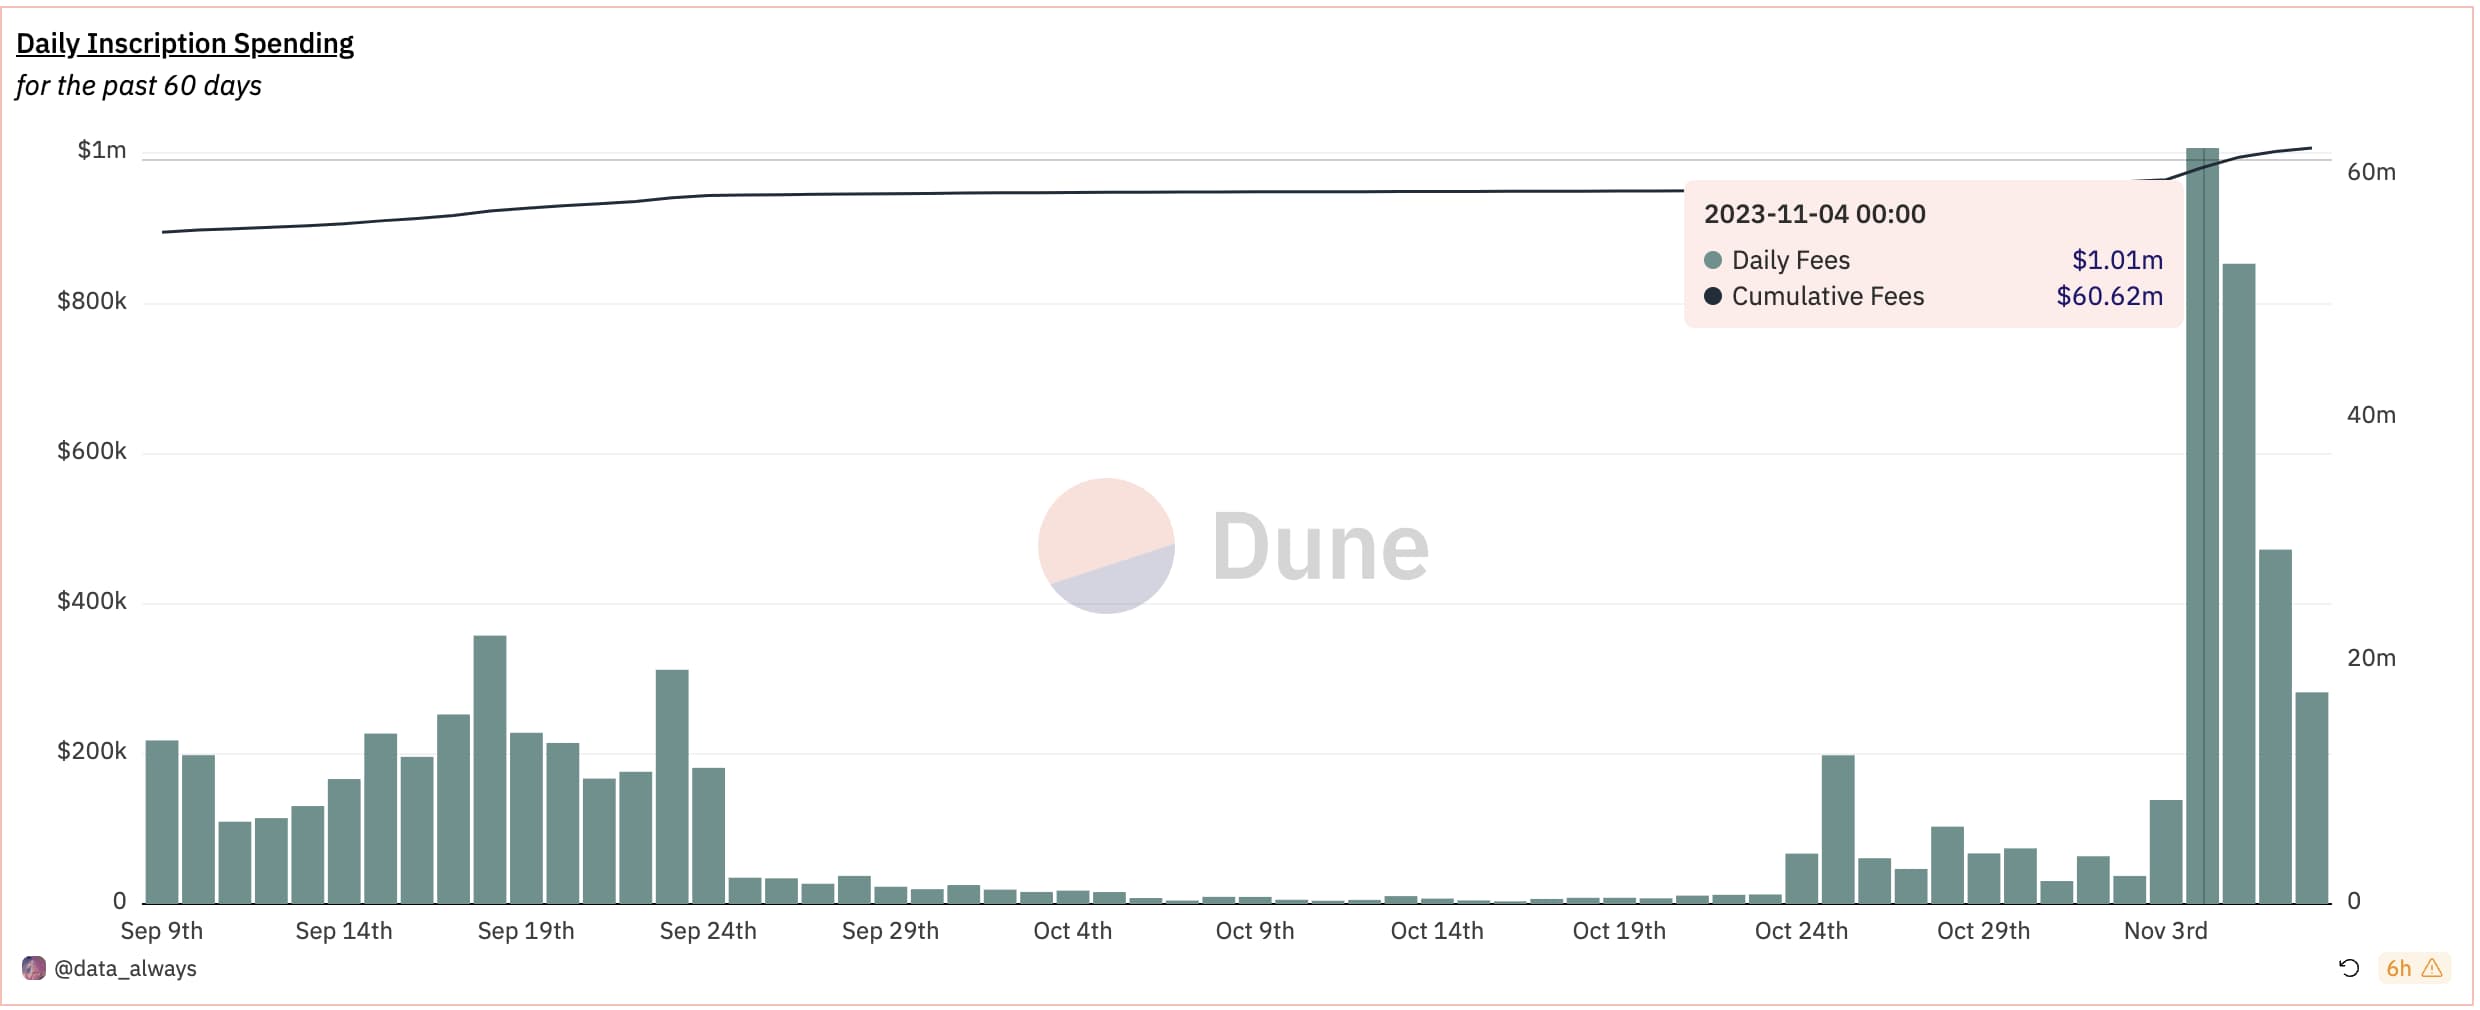 Daily Inscription Spending
for the past 60 days
$1m
$800k
$600k
$400k
$200k
0
60m
40m
20m
0
2023-11-04 00:00
Daily Fees $1.01m
Cumulative Fees $60.62m
Dune
Sep 9th Sep 14th Sep 19th Sep 24th Sep 29th Oct 4th Oct 9th Oct 14th Oct 19th Oct 24th Oct 29th Nov 3rd
@data_always
6h